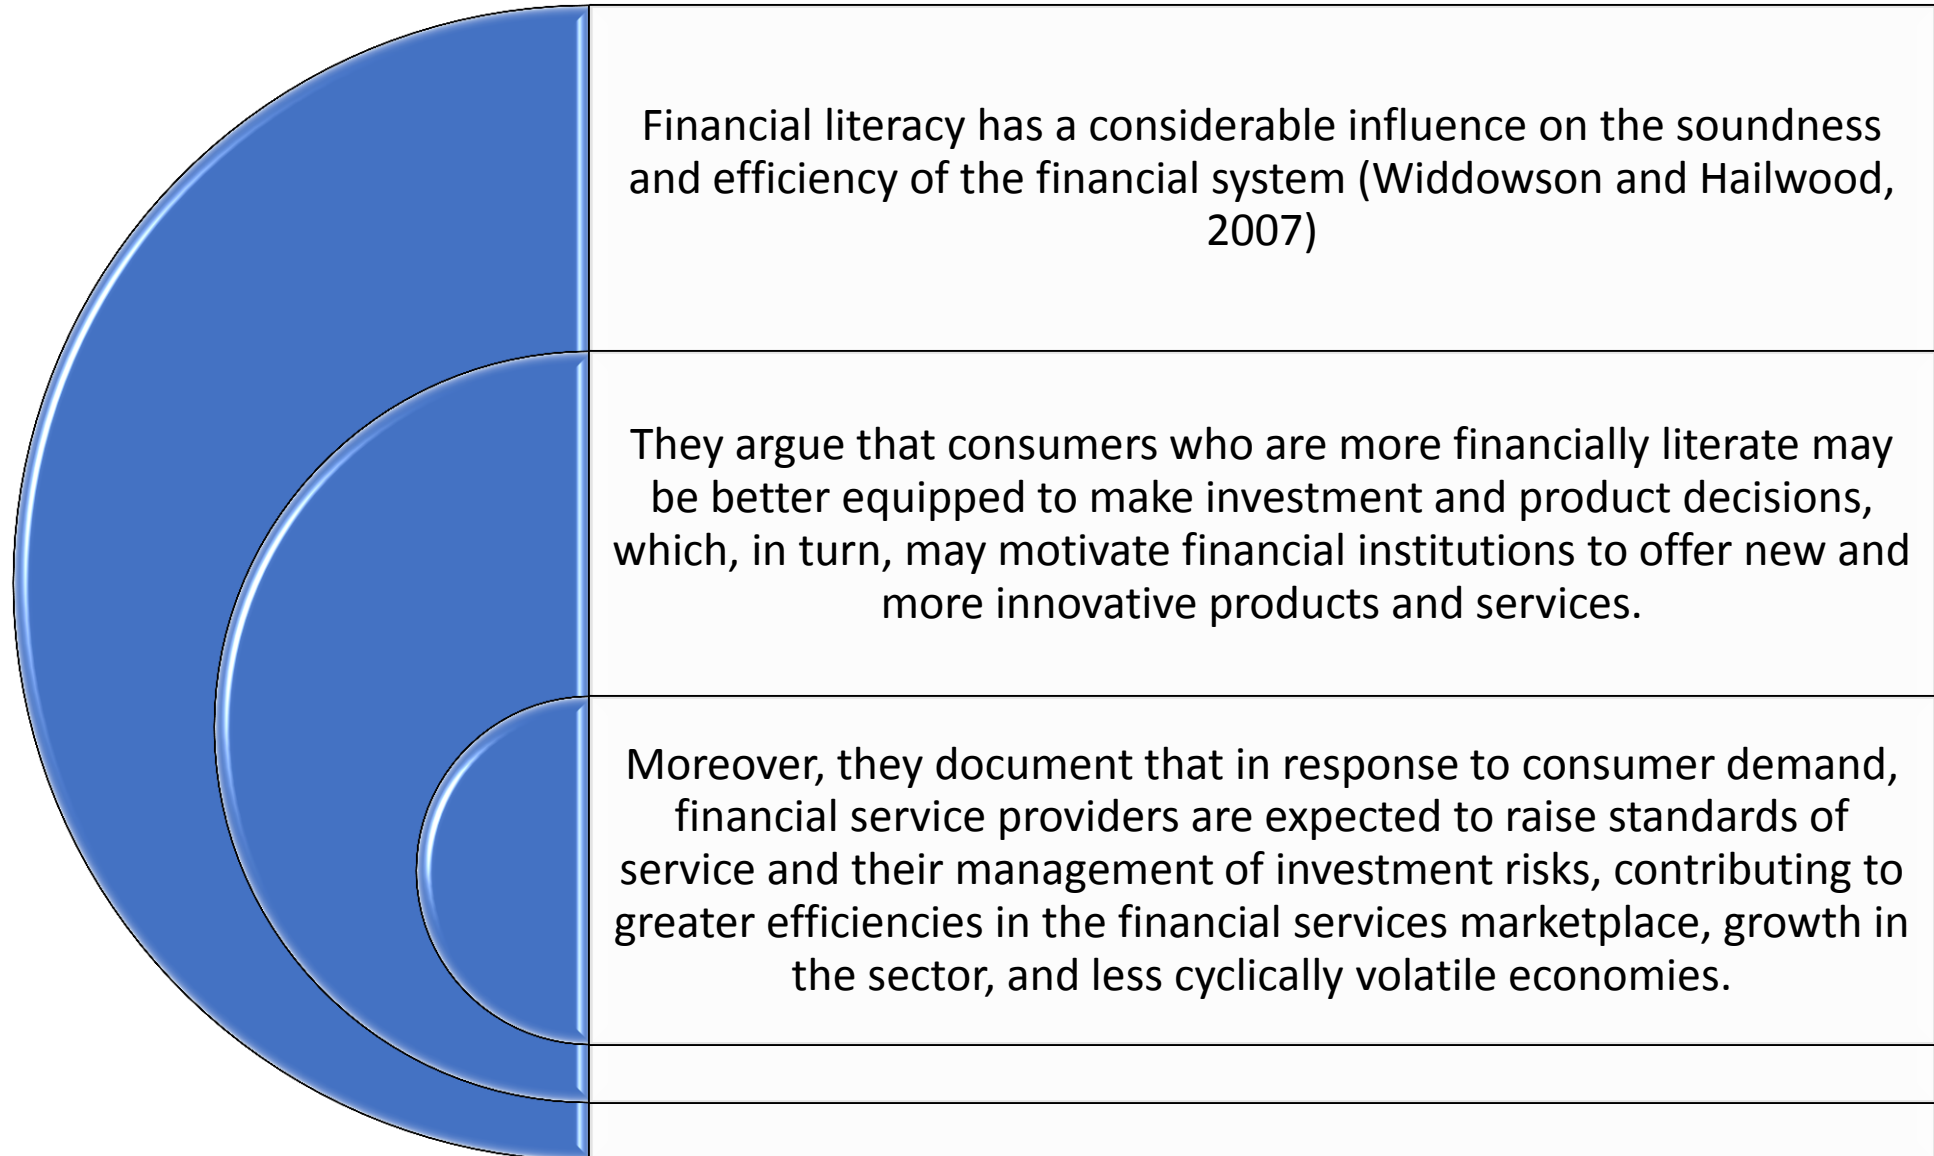 Financial literacy has a considerable influence on the soundness
and efficiency of the financial system (Widdowson and Hailwood,
2007)
They argue that consumers who are more financially literate may
be better equipped to make investment and product decisions,
which, in turn, may motivate financial institutions to offer new and
more innovative products and services.
Moreover, they document that in response to consumer demand,
financial service providers are expected to raise standards of
service and their management of investment risks, contributing to
greater efficiencies in the financial services marketplace, growth in
the sector, and less cyclically volatile economies.